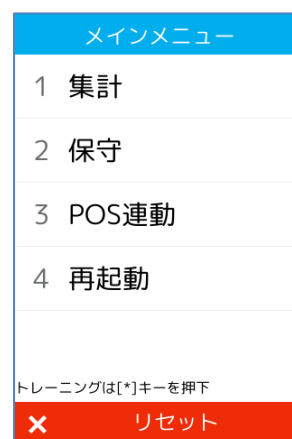 メインメニュー
1 集計
2 保守
3 POS連動
4 再起動
トレーニングは[*]キーを押下
× リセット